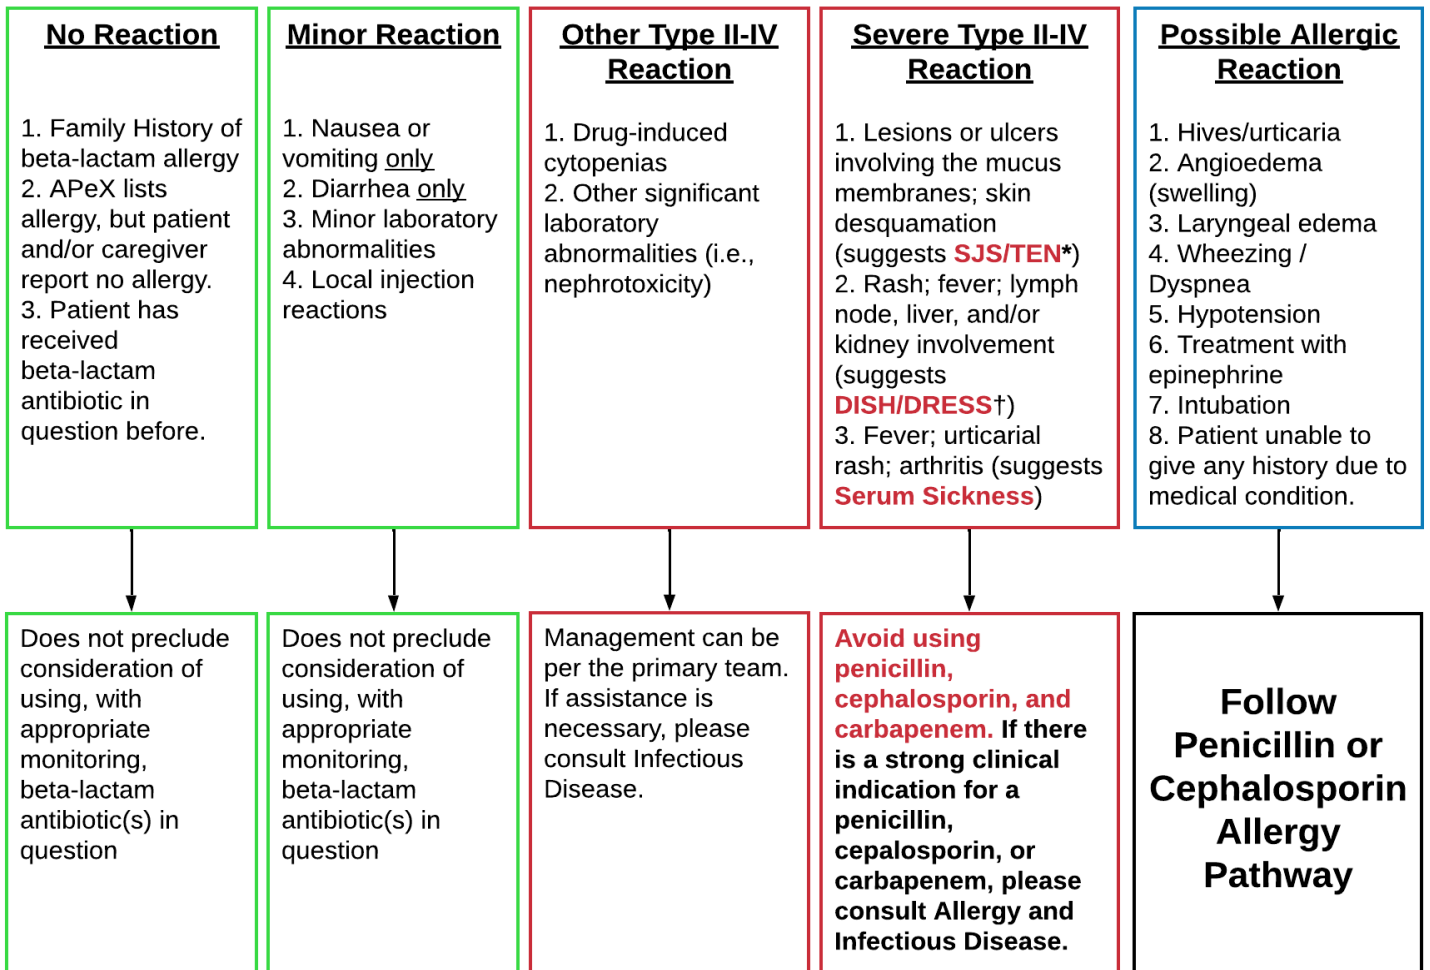 No Reaction
1. Family History of
beta-lactam allergy
2. APeX lists
allergy, but patient
and/or caregiver
report no allergy.
3. Patient has
received
beta-lactam
antibiotic in
question before.
Minor Reaction
1. Nausea or
vomiting only
2. Diarrhea only
3. Minor laboratory
abnormalities
4. Local injection
reactions
Other Type II-IV
Reaction
1. Drug-induced
cytopenias
2. Other significant
laboratory
abnormalities (i.e.,
nephrotoxicity)
Severe Type II-IV
Reaction
1. Lesions or ulcers
involving the mucus
membranes; skin
desquamation
(suggests SJS/TEN*)
2. Rash; fever; lymph
node, liver, and/or
kidney involvement
(suggests
DISH/DRESS†)
3. Fever; urticarial
rash; arthritis (suggests
Serum Sickness)
Possible Allergic
Reaction
1. Hives/urticaria
2. Angioedema
(swelling)
3. Laryngeal edema
4. Wheezing /
Dyspnea
5. Hypotension
6. Treatment with
epinephrine
7. Intubation
8. Patient unable to
give any history due to
medical condition.
Does not preclude
consideration of
using, with
appropriate
monitoring,
beta-lactam
antibiotic(s) in
question
Does not preclude
consideration of
using, with
appropriate
monitoring,
beta-lactam
antibiotic(s) in
question
Management can be
per the primary team.
If assistance is
necessary, please
consult Infectious
Disease.
Avoid using
penicillin,
cephalosporin, and
carbapenem. If there
is a strong clinical
indication for a
penicillin,
cepalosporin, or
carbapenem, please
consult Allergy and
Infectious Disease.
Follow
Penicillin or
Cephalosporin
Allergy
Pathway